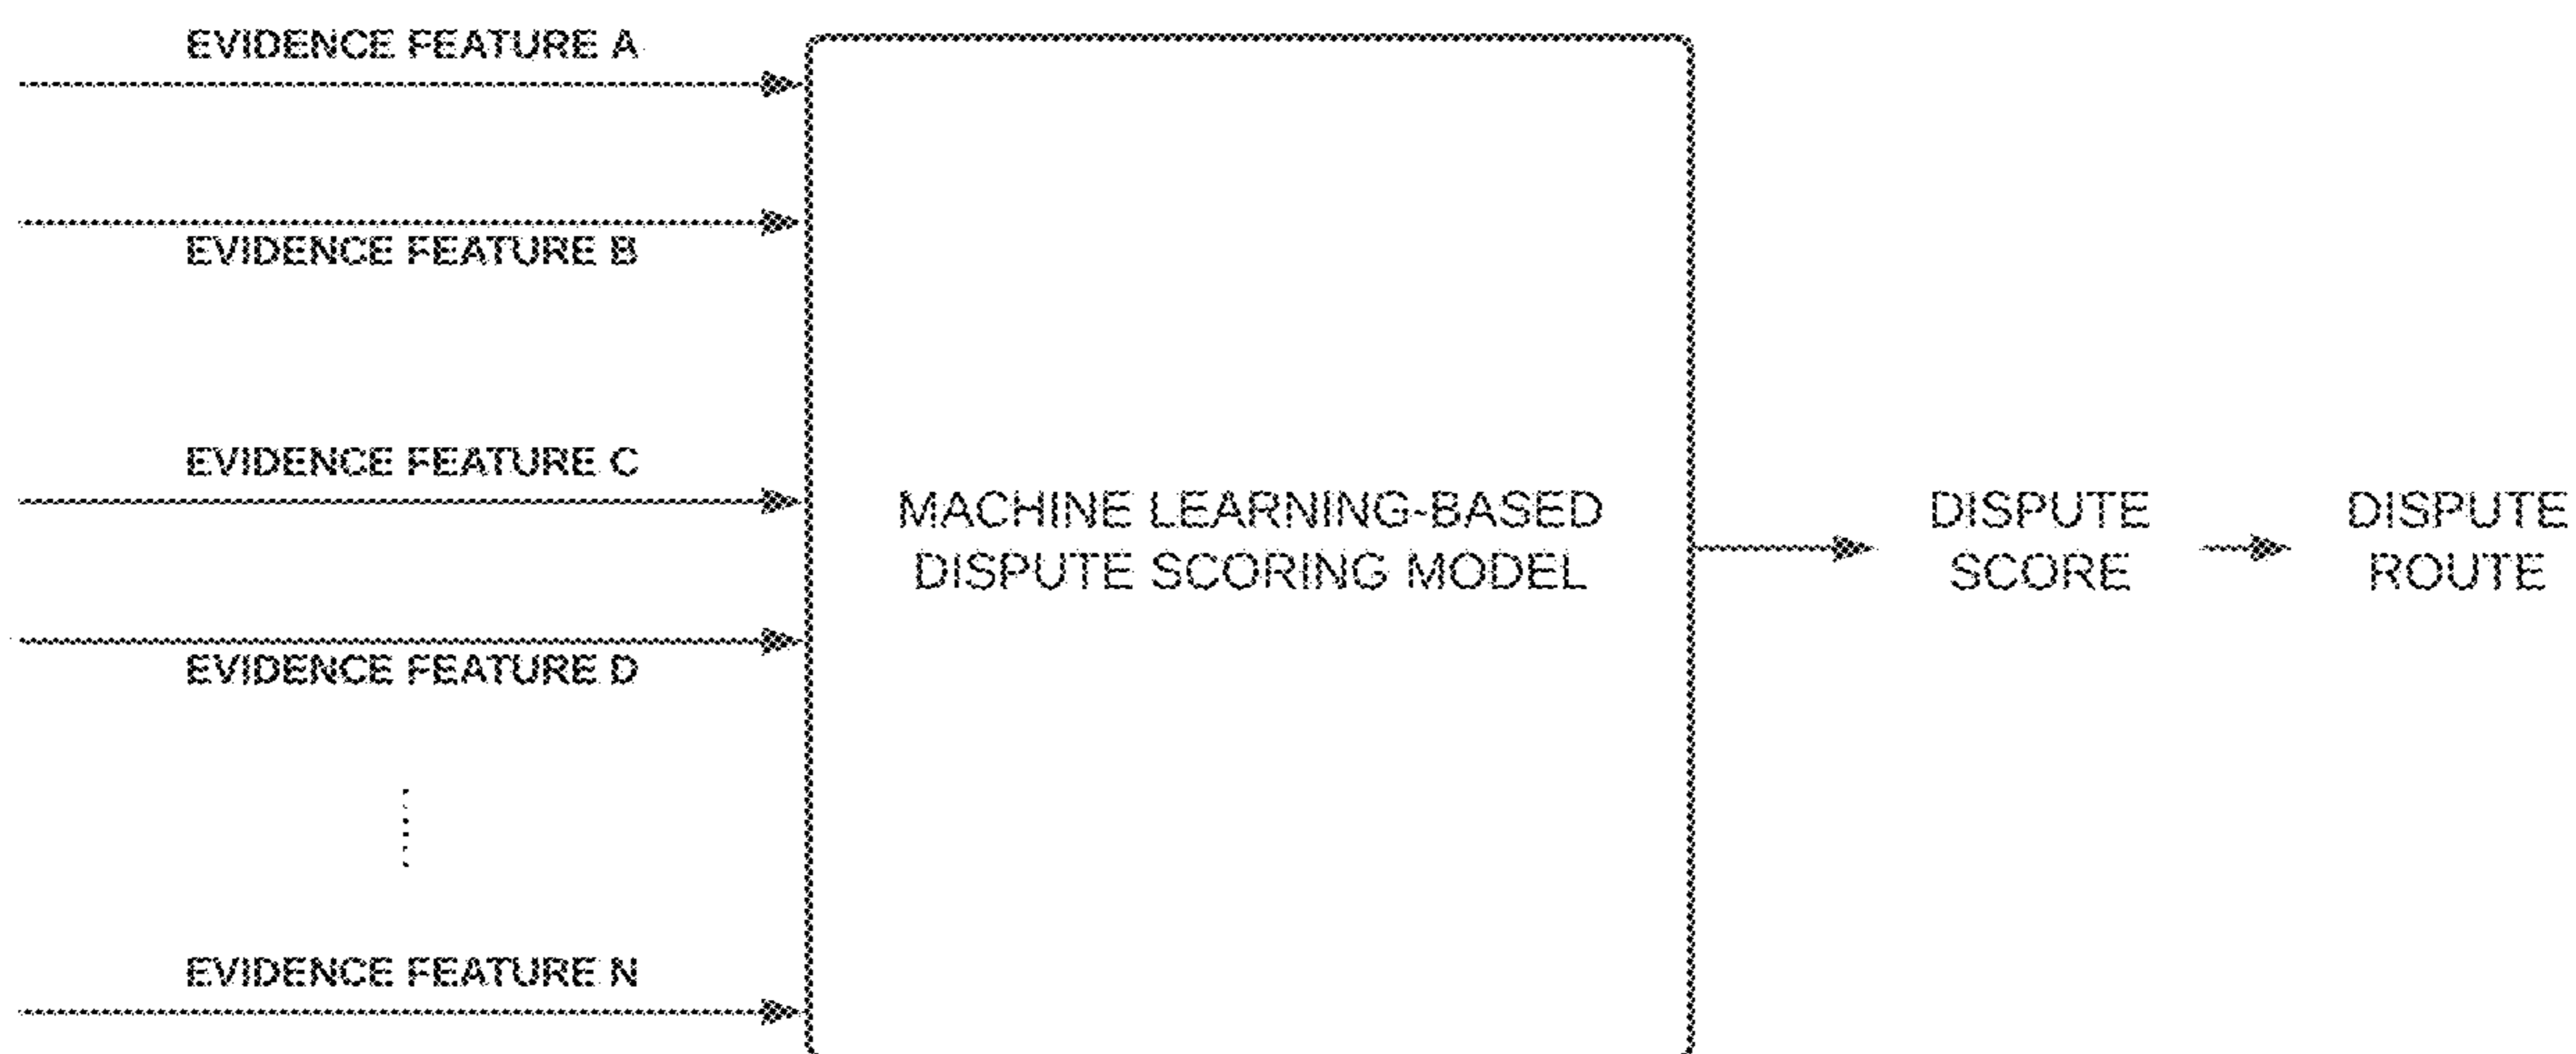 EVIDENCE FEATURE A
EVIDENCE FEATURE B
EVIDENCE FEATURE C
EVIDENCE FEATURE D
EVIDENCE FEATURE N
MACHINE LEARNING-BASED
DISPUTE SCORING MODEL
DISPUTE
SCORE
DISPUTE
ROUTE